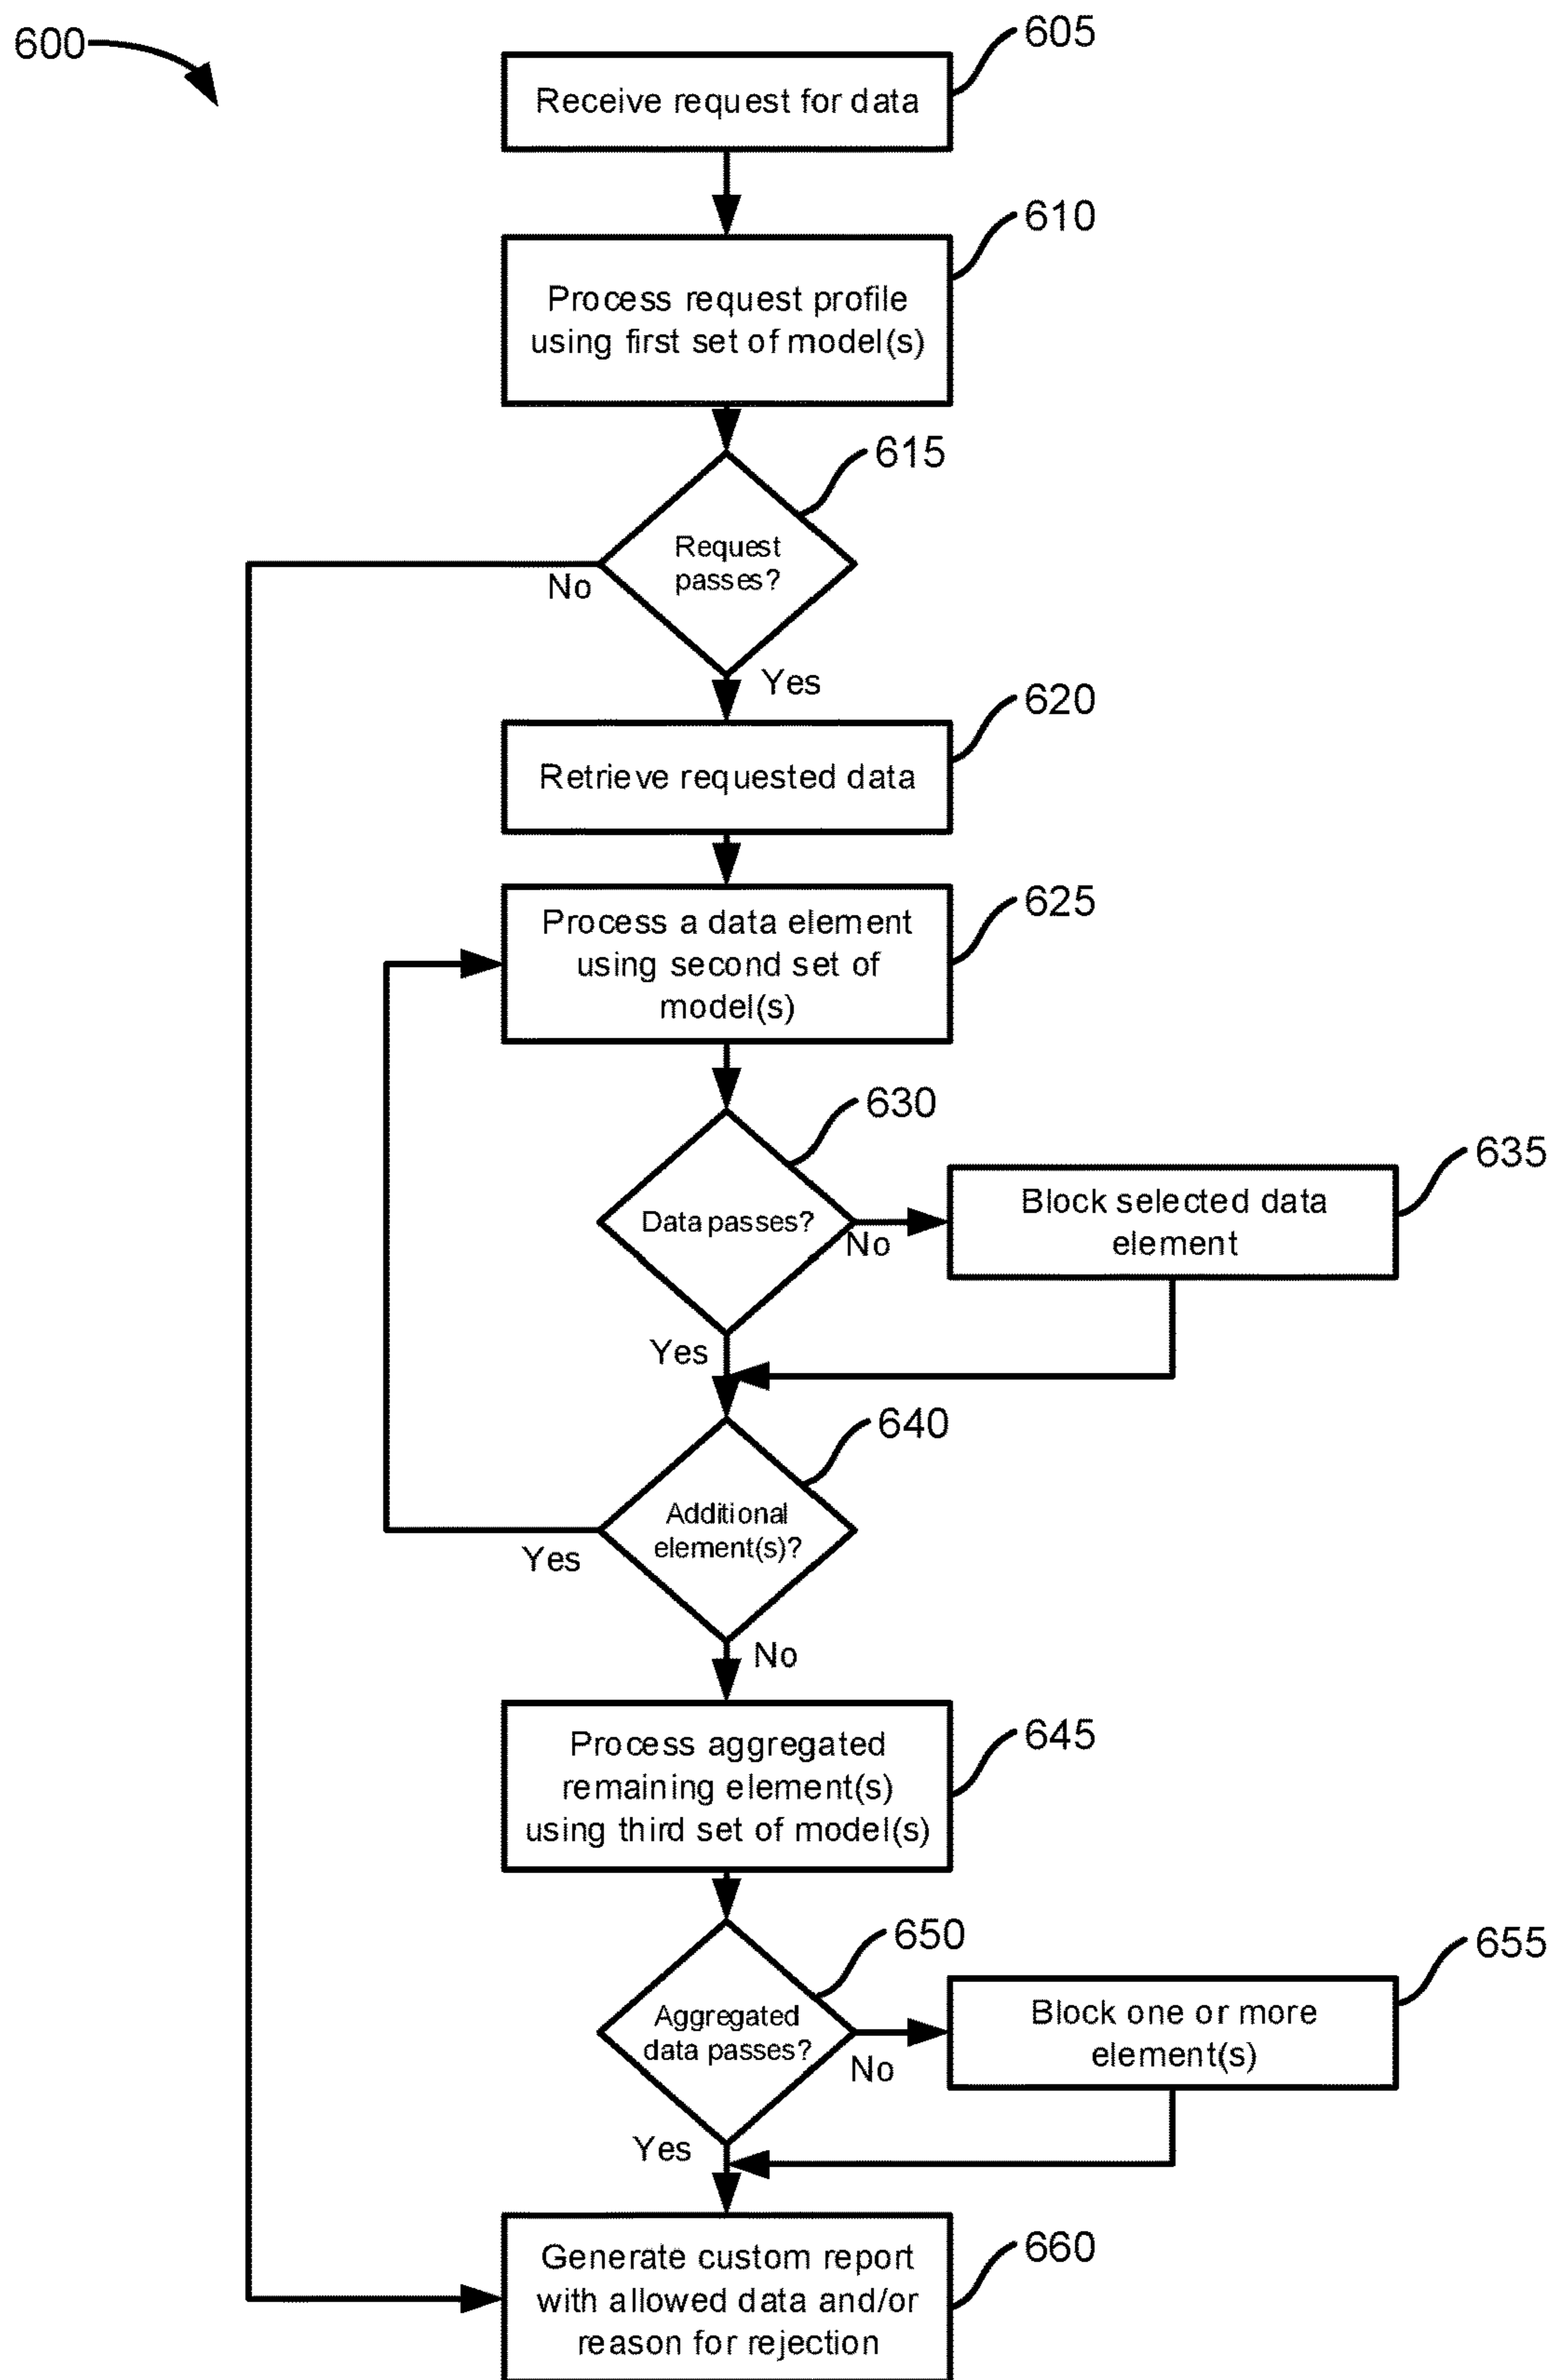 600
605
Receive request for data
610
Process request profile
using first set of model(s)
615
Request
passes?
No
Yes
620
Retrieve requested data
625
Process a data element
using second set of
model(s)
630
635
Data passes?
No
Block selected data
element
Yes
640
Additional
element(s)?
Yes
No
645
Process aggregated
remaining element(s)
using third set of model(s)
650
655
Aggregated
data passes?
No
Block one or more
element(s)
Yes
660
Generate custom report
with allowed data and/or
reason for rejection